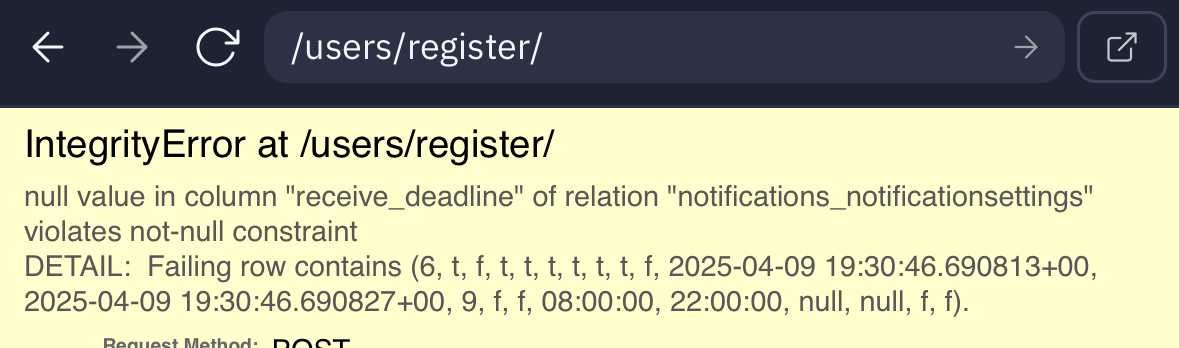 /users/register/
IntegrityError at /users/register/
null value in column "receive_deadline" of relation "notifications_notificationsettings"
violates not-null constraint
DETAIL:  Failing row contains (6, t, f, t, t, t, t, t, t, f, 2025-04-09 19:30:46.690813+00,
2025-04-09 19:30:46.690827+00, 9, f, f, 08:00:00, 22:00:00, null, null, f, f).
Request Method: POST